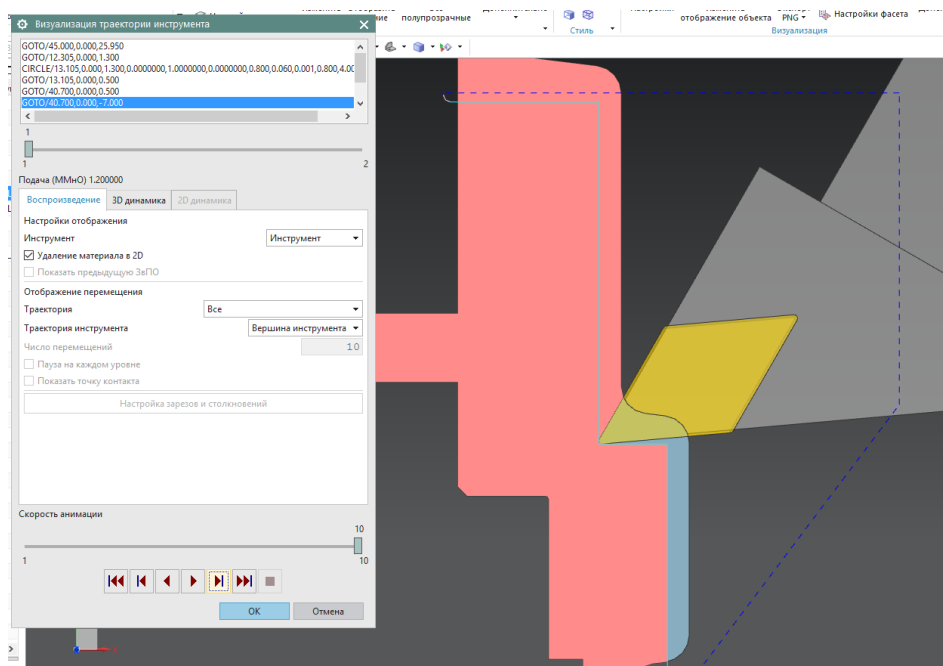 полупрозрачные
Стиль
отображение объекта PNG
Настройки фасета
Визуализация
Визуализация траектории инструмента
GOTO/45.000,0.000,25.950
GOTO/12.305,0.000,1.300
CIRCLE/13.105,0.000,1.300,0.0000000,1.0000000,0.0000000,0.800,0.060,0.001,0.800,4.00
GOTO/13.105,0.000,0.500
GOTO/40.700,0.000,0.500
GOTO/40.700,0.000,-7.000
1
1 2
Подача (ММнО) 1.200000
Воспроизведение 3D динамика 2D динамика
Настройки отображения
Инструмент Инструмент
Удаление материала в 2D
Показать предыдущую ЗвПО
Отображение перемещения
Траектория Все
Траектория инструмента Вершина инструмента
Число перемещений 10
Пауза на каждом уровне
Показать точку контакта
Настройка зарезов и столкновений
Скорость анимации
10
1 10
OK Отмена